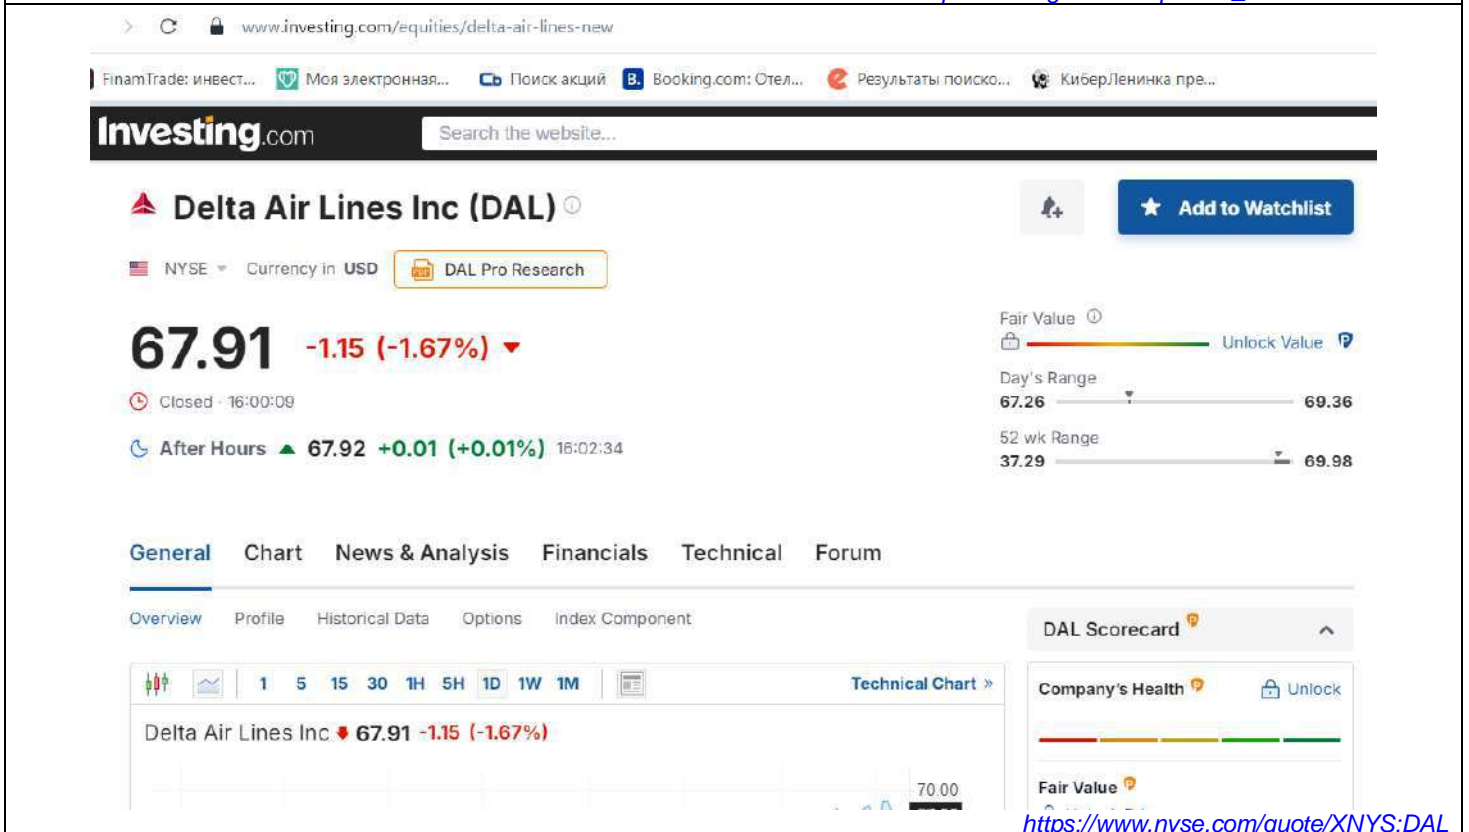 www.investing.com/equities/delta-air-lines-new
FinamTrade: инвест... Моя электронная... Сь Поиск акций B. Booking.com: Отел... Результаты поиско... КиберЛенинка пре...
Investing.com Search the website...
Delta Air Lines Inc (DAL)
Add to Watchlist
NYSE Currency in USD DAL Pro Research
67.91 -1.15 (-1.67%)
Fair Value
Unlock Value
Day's Range
67.26 69.36
Closed · 16:00:09
52 wk Range
37.29 69.98
After Hours 67.92 +0.01 (+0.01%) 16:02:34
General Chart News & Analysis Financials Technical Forum
Overview Profile Historical Data Options Index Component
DAL Scorecard
1 5 15 30 1H 5H 1D 1W 1M Technical Chart »
Company's Health Unlock
Delta Air Lines Inc 67.91 -1.15 (-1.67%)
70.00
Fair Value
https://www.nyse.com/quote/XNYS:DAL